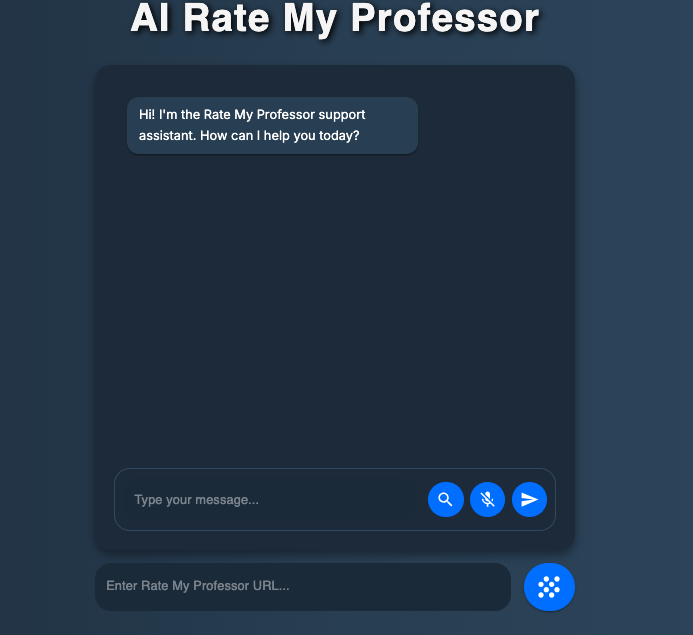 AI Rate My Professor
Hi! I'm the Rate My Professor support
assistant. How can I help you today?
Type your message...
Enter Rate My Professor URL...